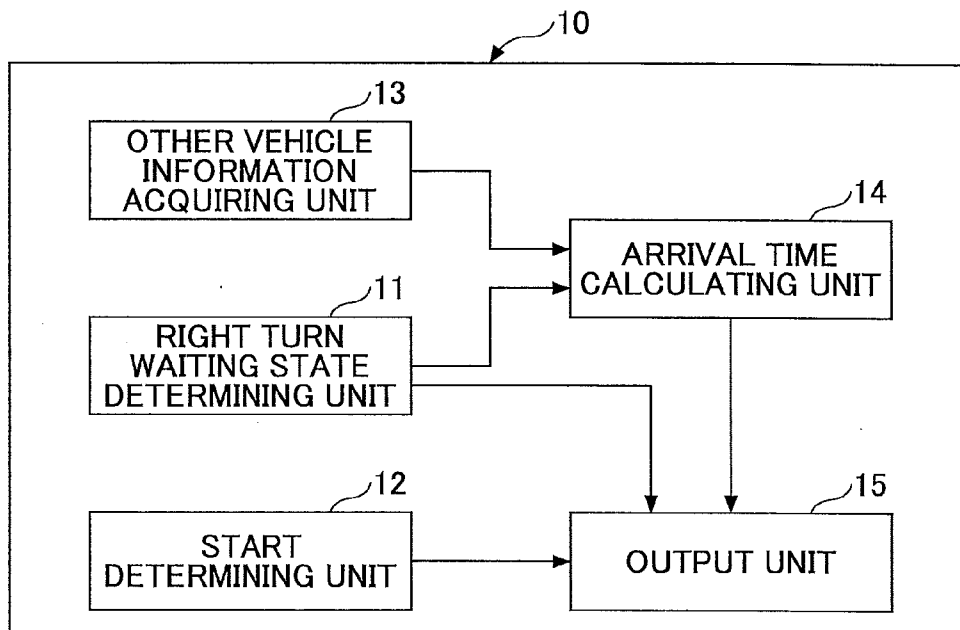 10
13
OTHER VEHICLE
INFORMATION
ACQUIRING UNIT
14
ARRIVAL TIME
CALCULATING UNIT
11
RIGHT TURN
WAITING STATE
DETERMINING UNIT
12
START
DETERMINING UNIT
15
OUTPUT UNIT